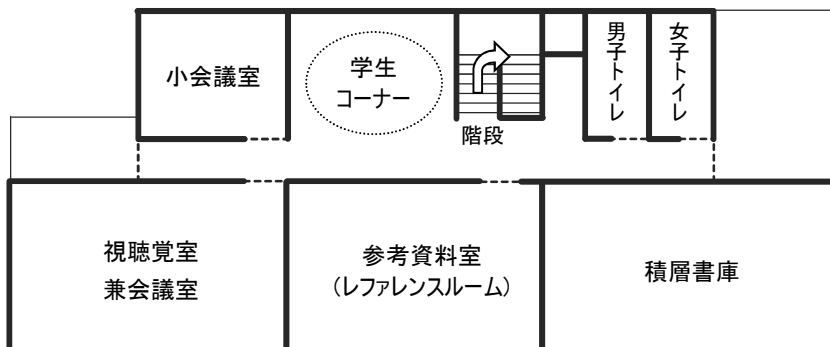 小会議室
学生
コーナー
階段
男子トイレ
女子トイレ
視聴覚室
兼会議室
参考資料室
(レファレンスルーム)
積層書庫